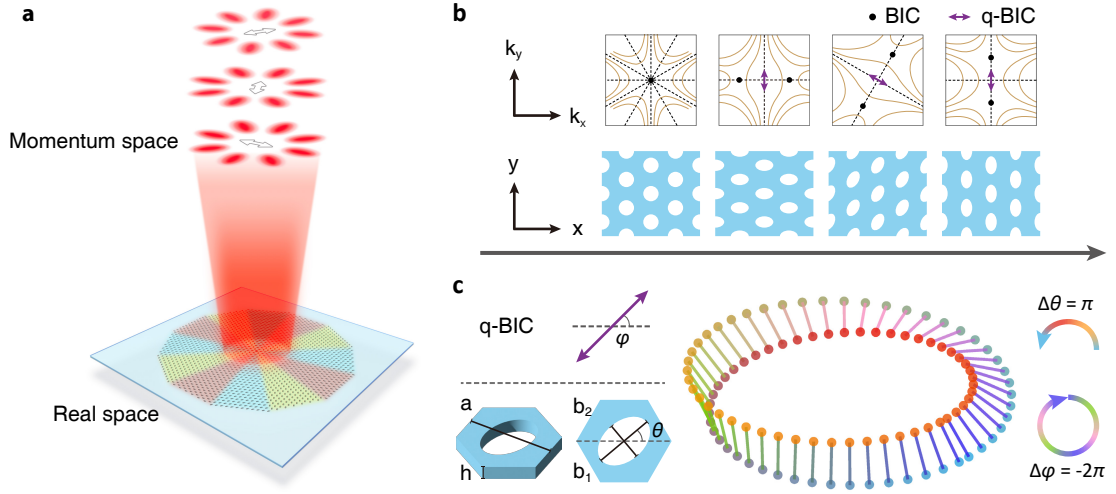 a
Momentum space
Real space
b
BIC
q-BIC
k_y
k_x
y
x
c
q-BIC
φ
a
h
b_2
b_1
θ
Δθ = π
Δφ = -2π